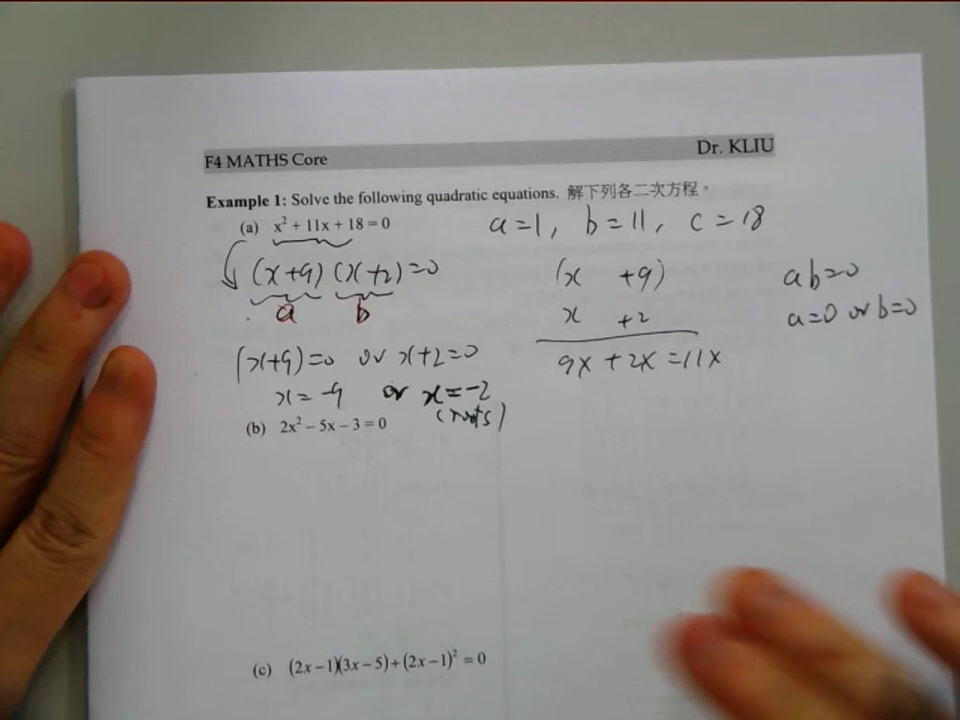 F4 MATHS Core Dr. KLIU
Example 1: Solve the following quadratic equations. 解下列各二次方程。
(a) x² + 11x + 18 = 0 a=1, b=11, c=18
(x+9)(x+2)=0 (x +9) ab=0
a b x +2 a=0 or b=0
(x+9)=0 or x+2=0 9x + 2x = 11x
x = -9 or x = -2
(roots)
(b) 2x² − 5x − 3 = 0
(c) (2x − 1)(3x − 5) + (2x − 1)² = 0